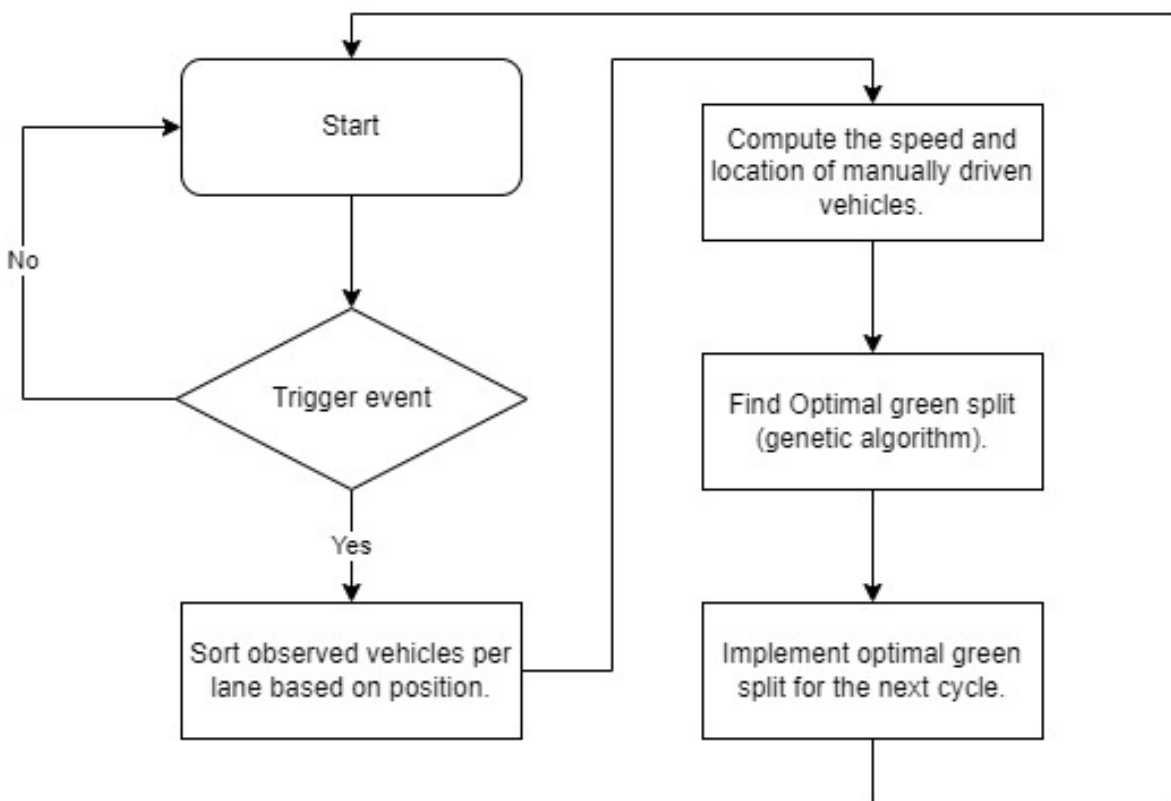 Start
No
Trigger event
Yes
Sort observed vehicles per
lane based on position.
Compute the speed and
location of manually driven
vehicles.
Find Optimal green split
(genetic algorithm).
Implement optimal green
split for the next cycle.